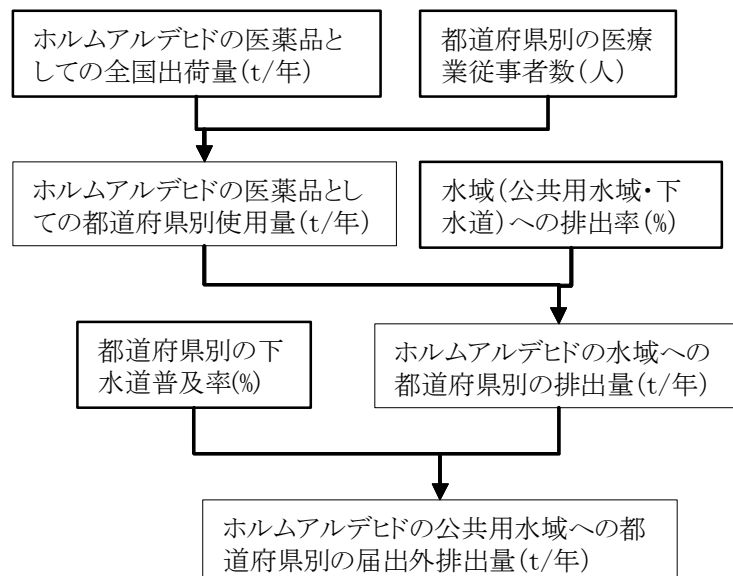 ホルムアルデヒドの医薬品と
しての全国出荷量(t/年)
都道府県別の医療
業従事者数(人)
ホルムアルデヒドの医薬品とし
ての都道府県別使用量(t/年)
水域(公共用水域・下
水道)への排出率(%)
都道府県別の下
水道普及率(%)
ホルムアルデヒドの水域への
都道府県別の排出量(t/年)
ホルムアルデヒドの公共用水域への都
道府県別の届出外排出量(t/年)